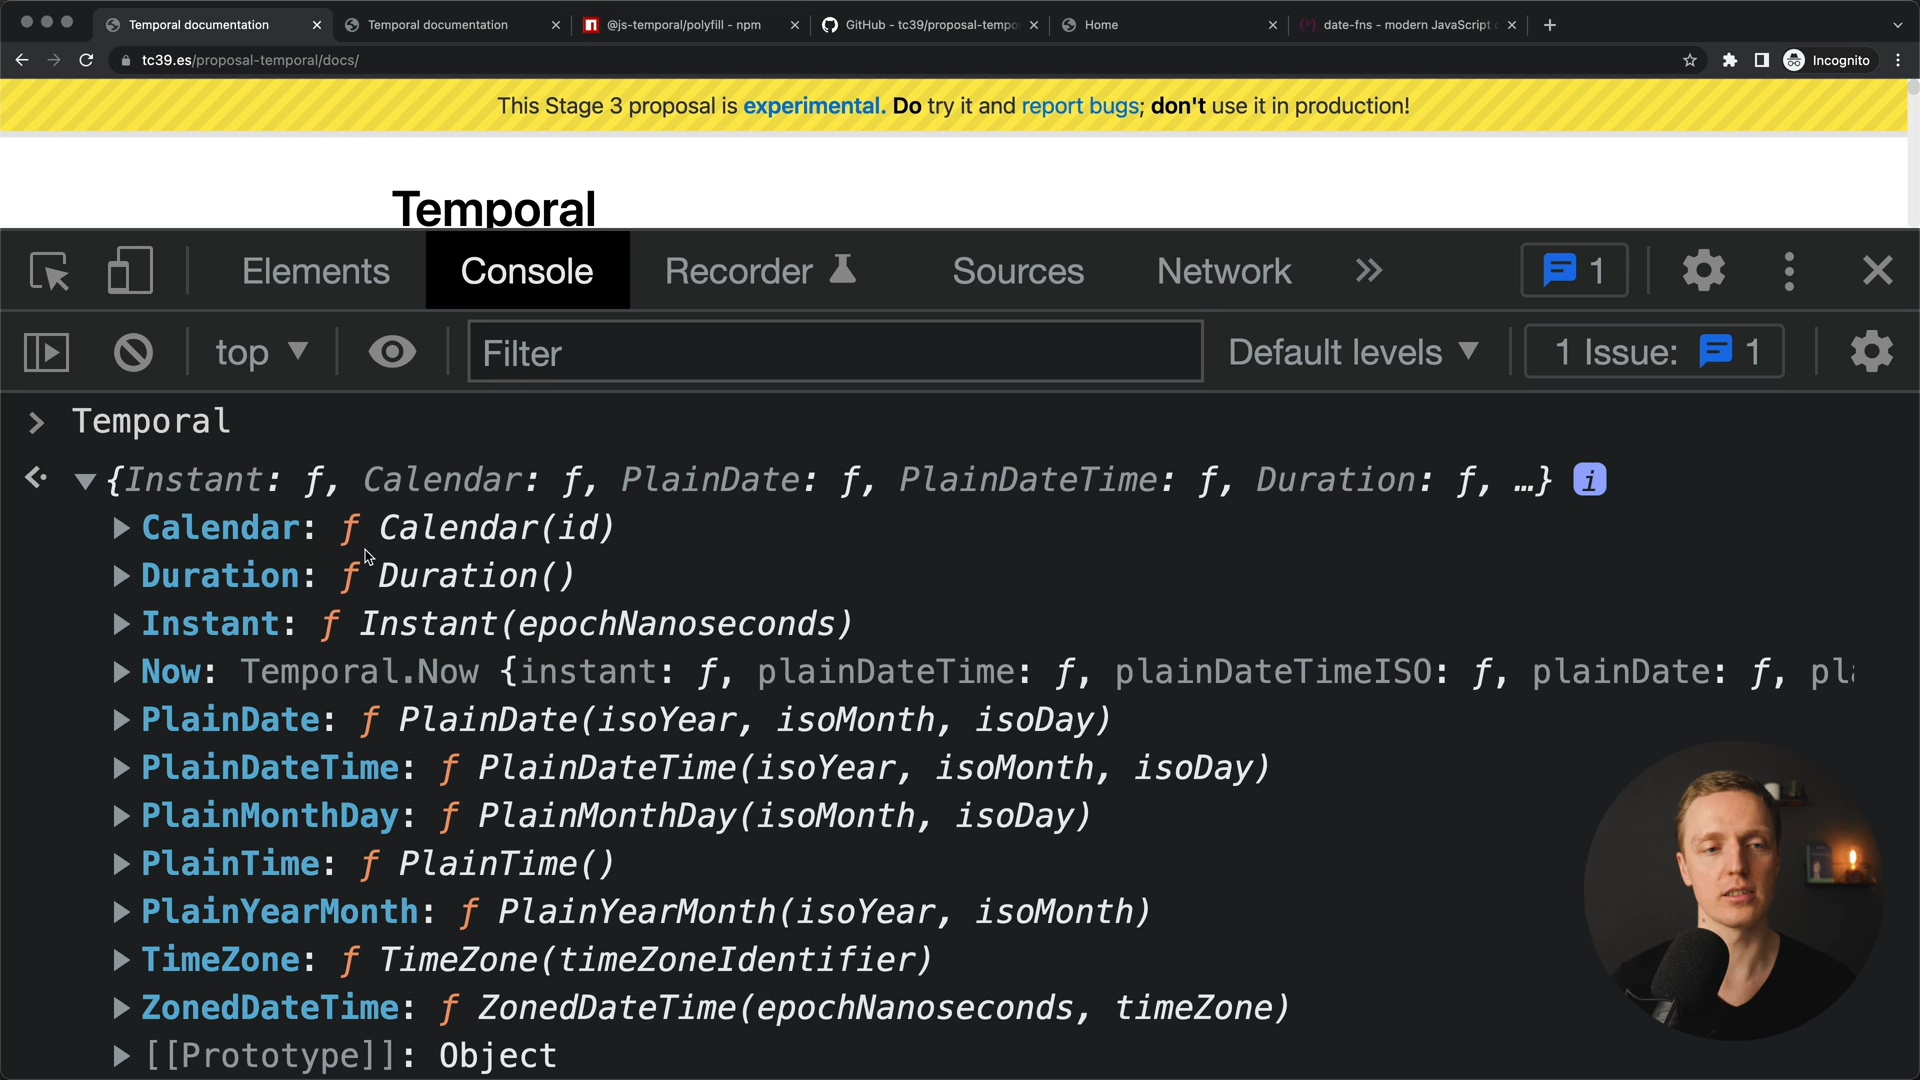 Temporal documentation
Temporal documentation
@js-temporal/polyfill - npm
GitHub - tc39/proposal-tempo
Home
date-fns - modern JavaScript
tc39.es/proposal-temporal/docs/
Incognito
This Stage 3 proposal is experimental. Do try it and report bugs; don't use it in production!
Temporal
Elements
Console
Recorder
Sources
Network
1
top
Filter
Default levels
1 Issue: 1
Temporal
{Instant: ƒ, Calendar: ƒ, PlainDate: ƒ, PlainDateTime: ƒ, Duration: ƒ, …} i
Calendar: ƒ Calendar(id)
Duration: ƒ Duration()
Instant: ƒ Instant(epochNanoseconds)
Now: Temporal.Now {instant: ƒ, plainDateTime: ƒ, plainDateTimeISO: ƒ, plainDate: ƒ, pla
PlainDate: ƒ PlainDate(isoYear, isoMonth, isoDay)
PlainDateTime: ƒ PlainDateTime(isoYear, isoMonth, isoDay)
PlainMonthDay: ƒ PlainMonthDay(isoMonth, isoDay)
PlainTime: ƒ PlainTime()
PlainYearMonth: ƒ PlainYearMonth(isoYear, isoMonth)
TimeZone: ƒ TimeZone(timeZoneIdentifier)
ZonedDateTime: ƒ ZonedDateTime(epochNanoseconds, timeZone)
[[Prototype]]: Object